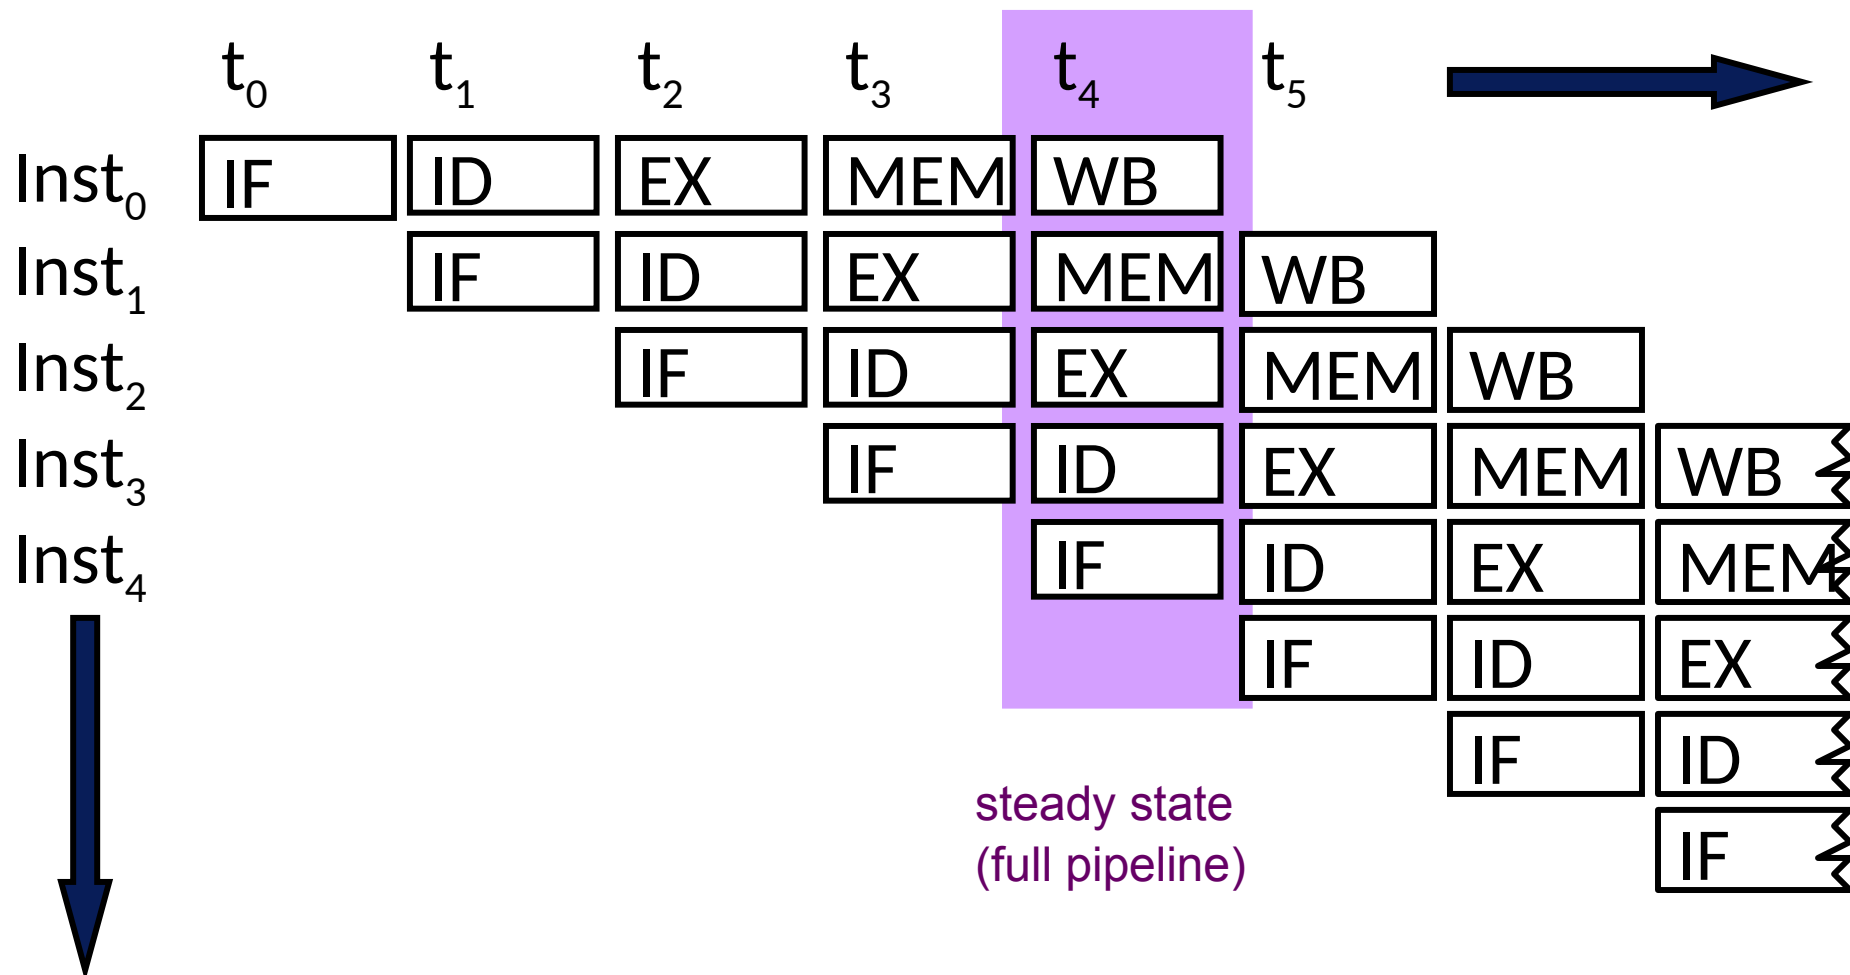 t0 t1 t2 t3 t4 t5
Inst0 IF ID EX MEM WB
Inst1 IF ID EX MEM WB
Inst2 IF ID EX MEM WB
Inst3 IF ID EX MEM WB
Inst4 IF ID EX MEM
IF ID EX
IF ID
IF
steady state
(full pipeline)